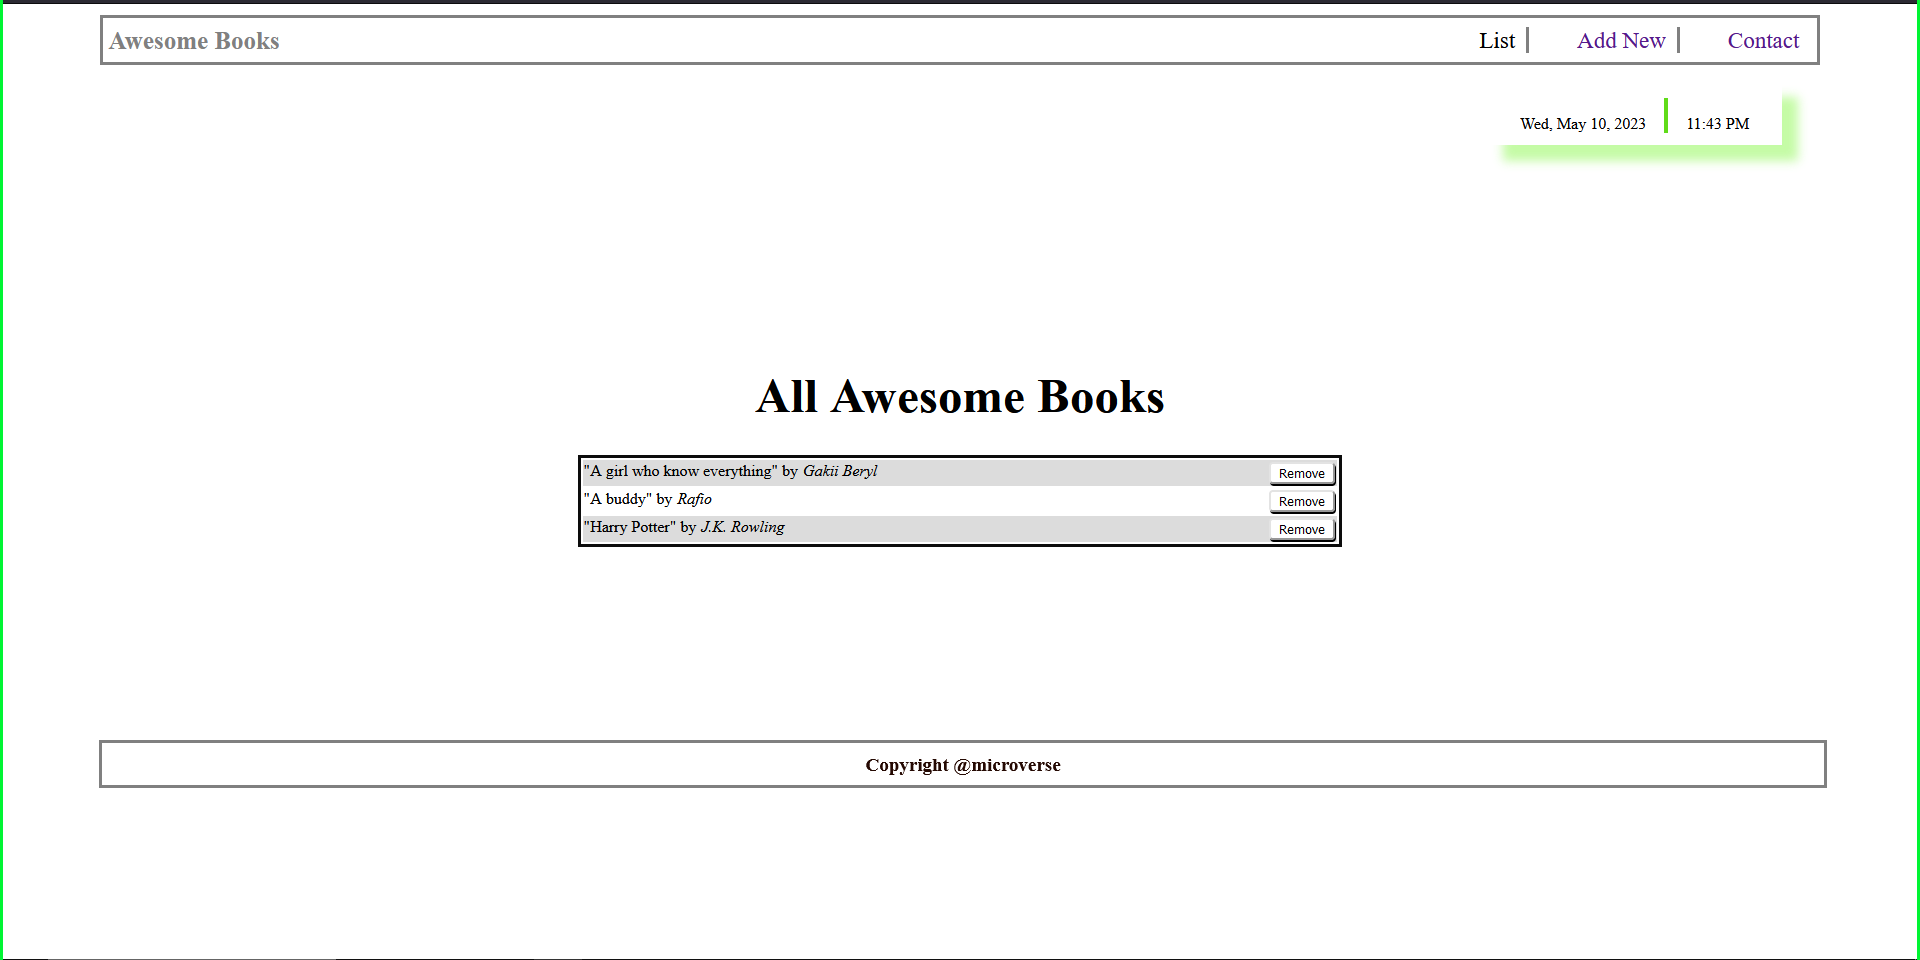 Awesome Books List Add New Contact
Wed, May 10, 2023 11:43 PM
All Awesome Books
"A girl who know everything" by Gakii Beryl Remove
"A buddy" by Rafio Remove
"Harry Potter" by J.K. Rowling Remove
Copyright @microverse